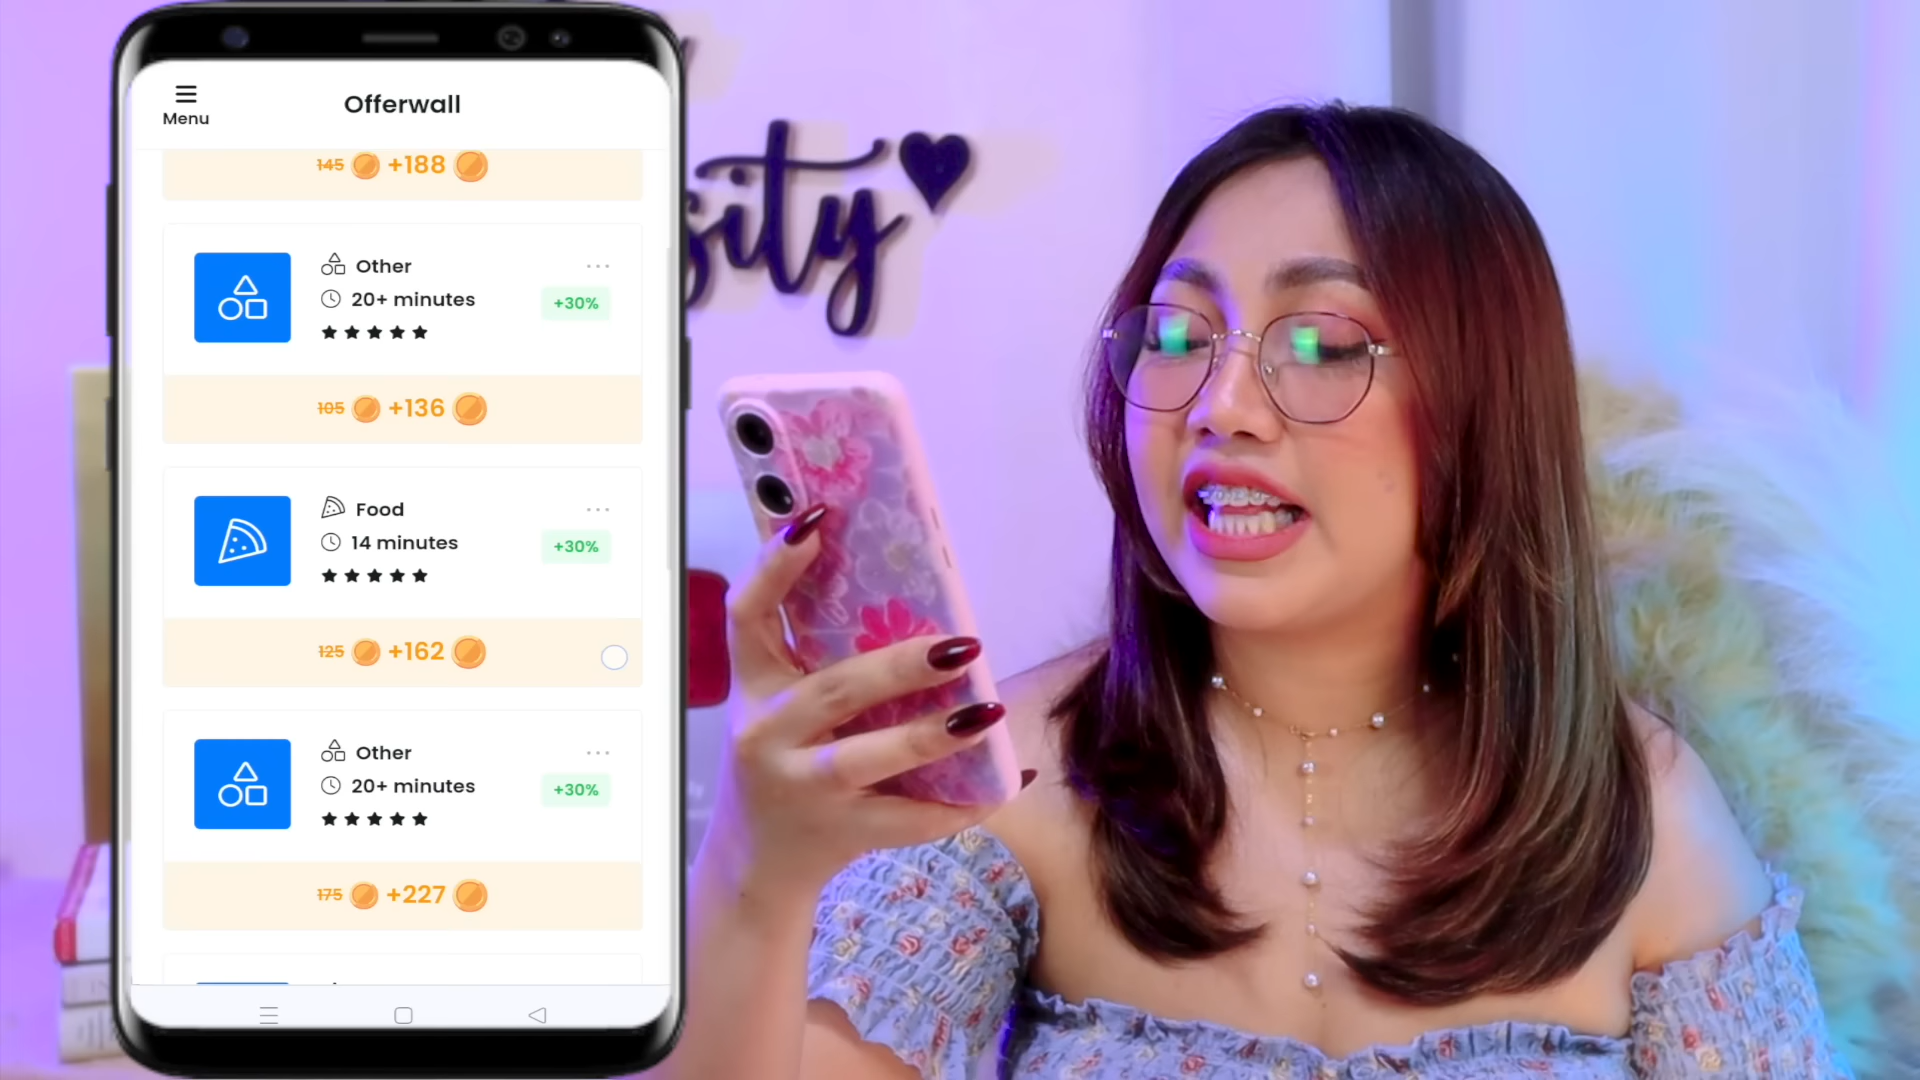 Menu
Offerwall
145 +188
Other
20+ minutes
+30%
105 +136
Food
14 minutes
+30%
125 +162
Other
20+ minutes
+30%
175 +227
sity